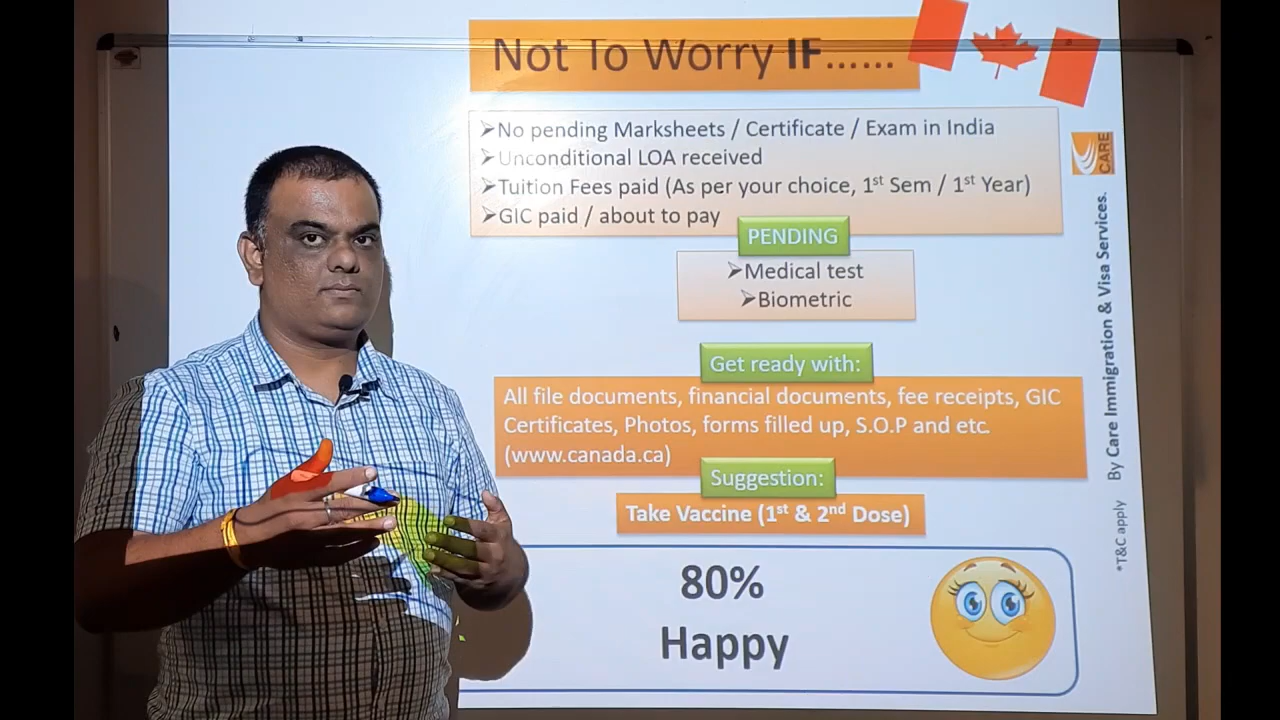 Not To Worry IF......
➤No pending Marksheets / Certificate / Exam in India
➤Unconditional LOA received
➤Tuition Fees paid (As per your choice, 1st Sem / 1st Year)
➤GIC paid / about to pay
PENDING
➤Medical test
➤Biometric
Get ready with:
All file documents, financial documents, fee receipts, GIC
Certificates, Photos, forms filled up, S.O.P and etc.
(www.canada.ca)
Suggestion:
Take Vaccine (1st & 2nd Dose)
80%
Happy
CARE
By Care Immigration & Visa Services.
*T&C apply